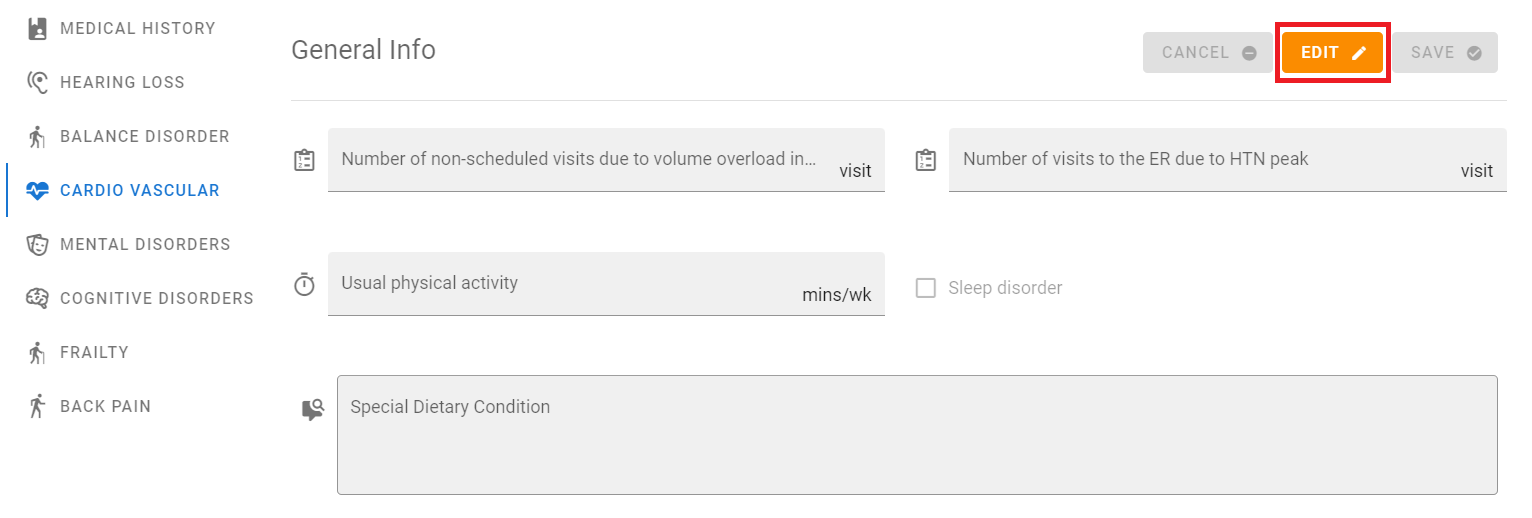 MEDICAL HISTORY
HEARING LOSS
BALANCE DISORDER
CARDIO VASCULAR
MENTAL DISORDERS
COGNITIVE DISORDERS
FRAILTY
BACK PAIN
General Info
CANCEL
EDIT
SAVE
Number of non-scheduled visits due to volume overload in...
visit
Number of visits to the ER due to HTN peak
visit
Usual physical activity
mins/wk
Sleep disorder
Special Dietary Condition